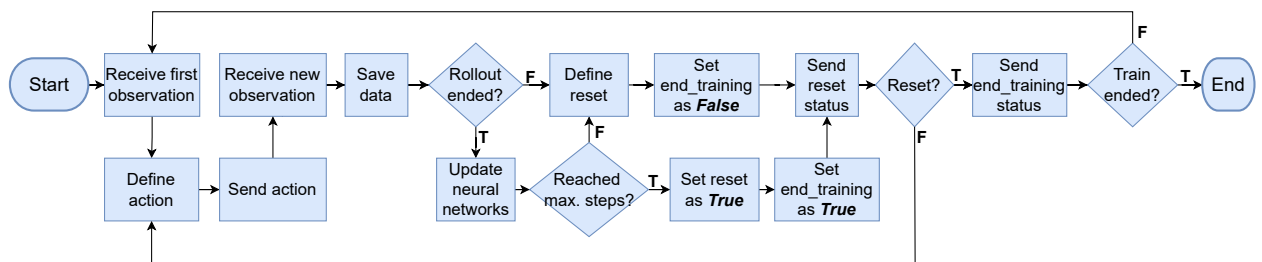 F
Start
Receive first
observation
Receive new
observation
Save
data
Rollout
ended?
F
Define
reset
Set
end_training
as False
Send
reset
status
Reset?
T
Send
end_training
status
Train
ended?
T
End
T
F
F
Define
action
Send action
Update
neural
networks
Reached
max. steps?
T
Set reset
as True
Set
end_training
as True